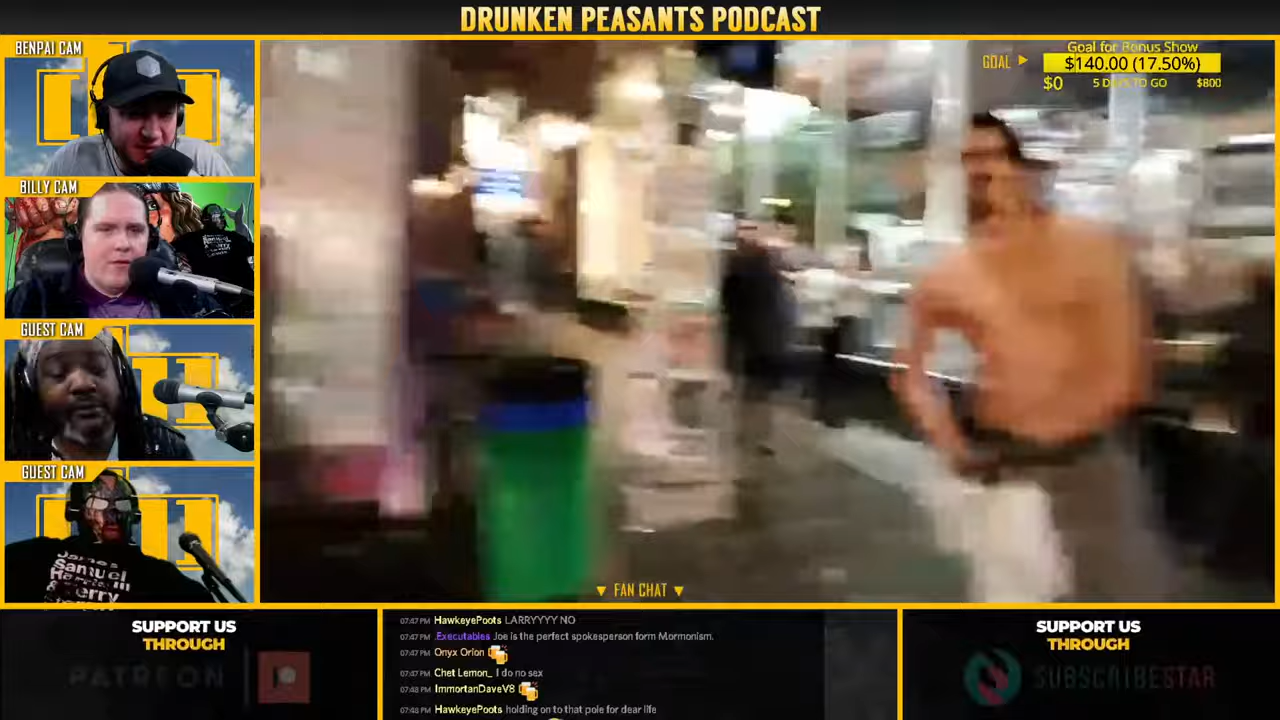 DRUNKEN PEASANTS PODCAST
BENPAI CAM
BILLY CAM
GUEST CAM
GUEST CAM
Goal for Bonus Show
GOAL ▶ $140.00 (17.50%)
$0 5 DAYS TO GO $800
Samuel
▼ FAN CHAT ▼
SUPPORT US
THROUGH
PATREON
07:47 PM HawkeyePoots LARRYYYY NO
07:47 PM .Executables Joe is the perfect spokesperson form Mormonism.
07:47 PM Onyx Orion
07:47 PM Chet Lemon_ I do no sex
07:48 PM ImmortanDaveV8
07:48 PM HawkeyePoots holding on to that pole for dear life
SUPPORT US
THROUGH
SUBSCRIBESTAR